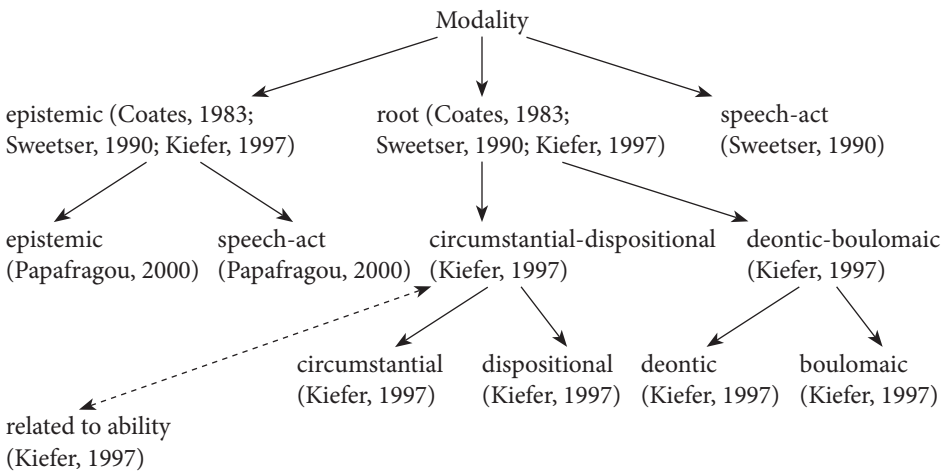 Modality
epistemic (Coates, 1983;
Sweetser, 1990; Kiefer, 1997)
root (Coates, 1983;
Sweetser, 1990; Kiefer, 1997)
speech-act
(Sweetser, 1990)
epistemic
(Papafragou, 2000)
speech-act
(Papafragou, 2000)
circumstantial-dispositional
(Kiefer, 1997)
deontic-boulomaic
(Kiefer, 1997)
circumstantial
(Kiefer, 1997)
dispositional
(Kiefer, 1997)
deontic
(Kiefer, 1997)
boulomaic
(Kiefer, 1997)
related to ability
(Kiefer, 1997)